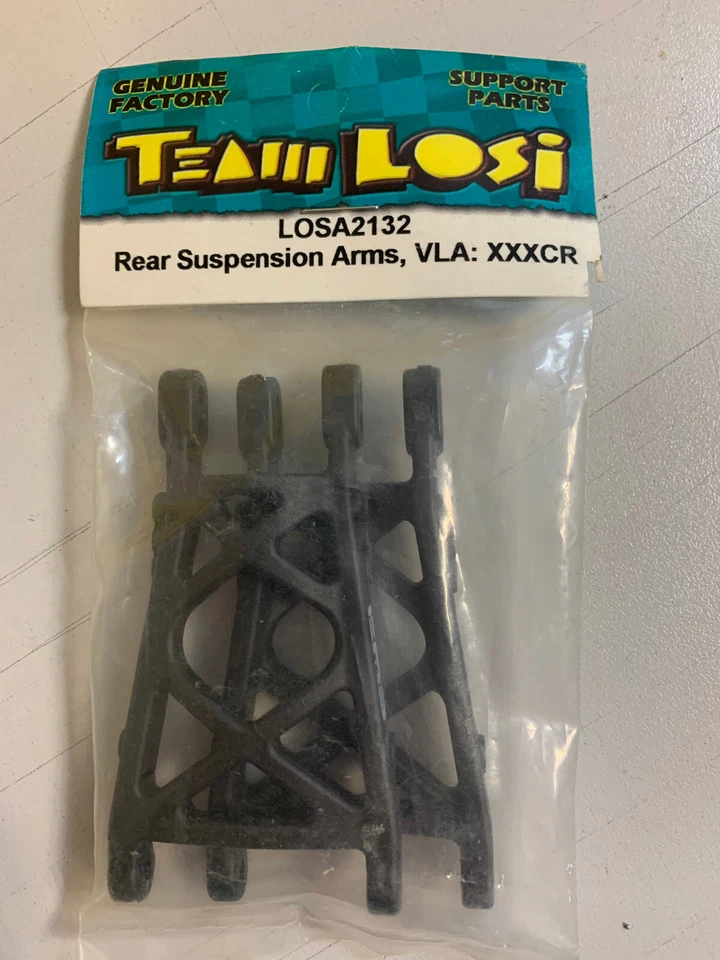 GENUINE
FACTORY
SUPPORT
PARTS
TEAM LOSI
LOSA2132
Rear Suspension Arms, VLA: XXXCR